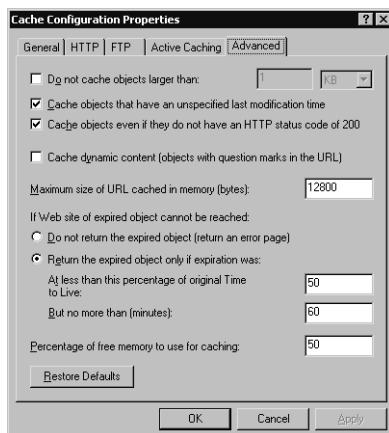 Cache Configuration Properties
General HTTP FTP Active Caching Advanced
Do not cache objects larger than: 1 KB
Cache objects that have an unspecified last modification time
Cache objects even if they do not have an HTTP status code of 200
Cache dynamic content (objects with question marks in the URL)
Maximum size of URL cached in memory (bytes): 12800
If Web site of expired object cannot be reached:
Do not return the expired object (return an error page)
Return the expired object only if expiration was:
At less than this percentage of original Time
to Live: 50
But no more than (minutes): 60
Percentage of free memory to use for caching: 50
Restore Defaults
OK Cancel Apply